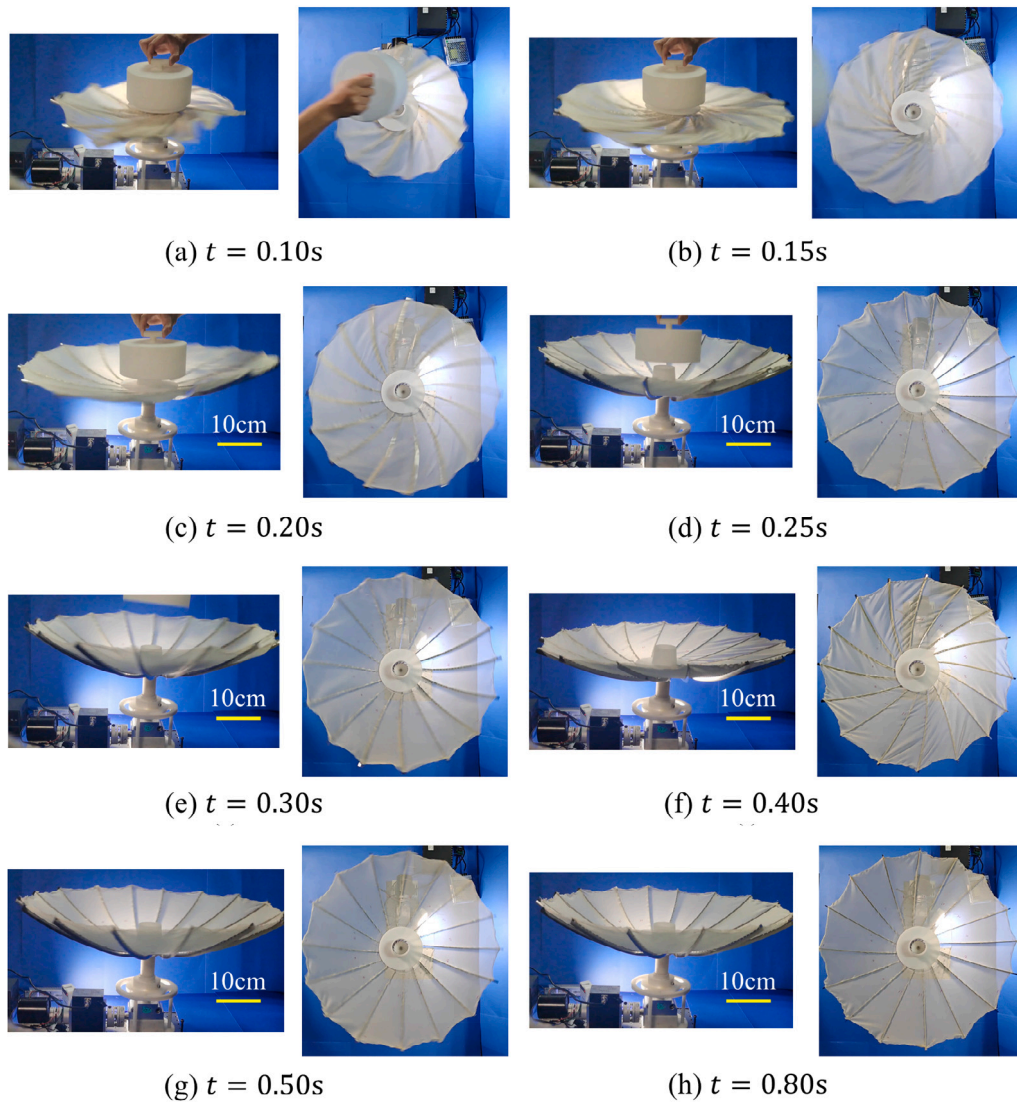 (a) t = 0.10s
(b) t = 0.15s
10cm
10cm
(c) t = 0.20s
(d) t = 0.25s
10cm
10cm
(e) t = 0.30s
(f) t = 0.40s
10cm
10cm
(g) t = 0.50s
(h) t = 0.80s